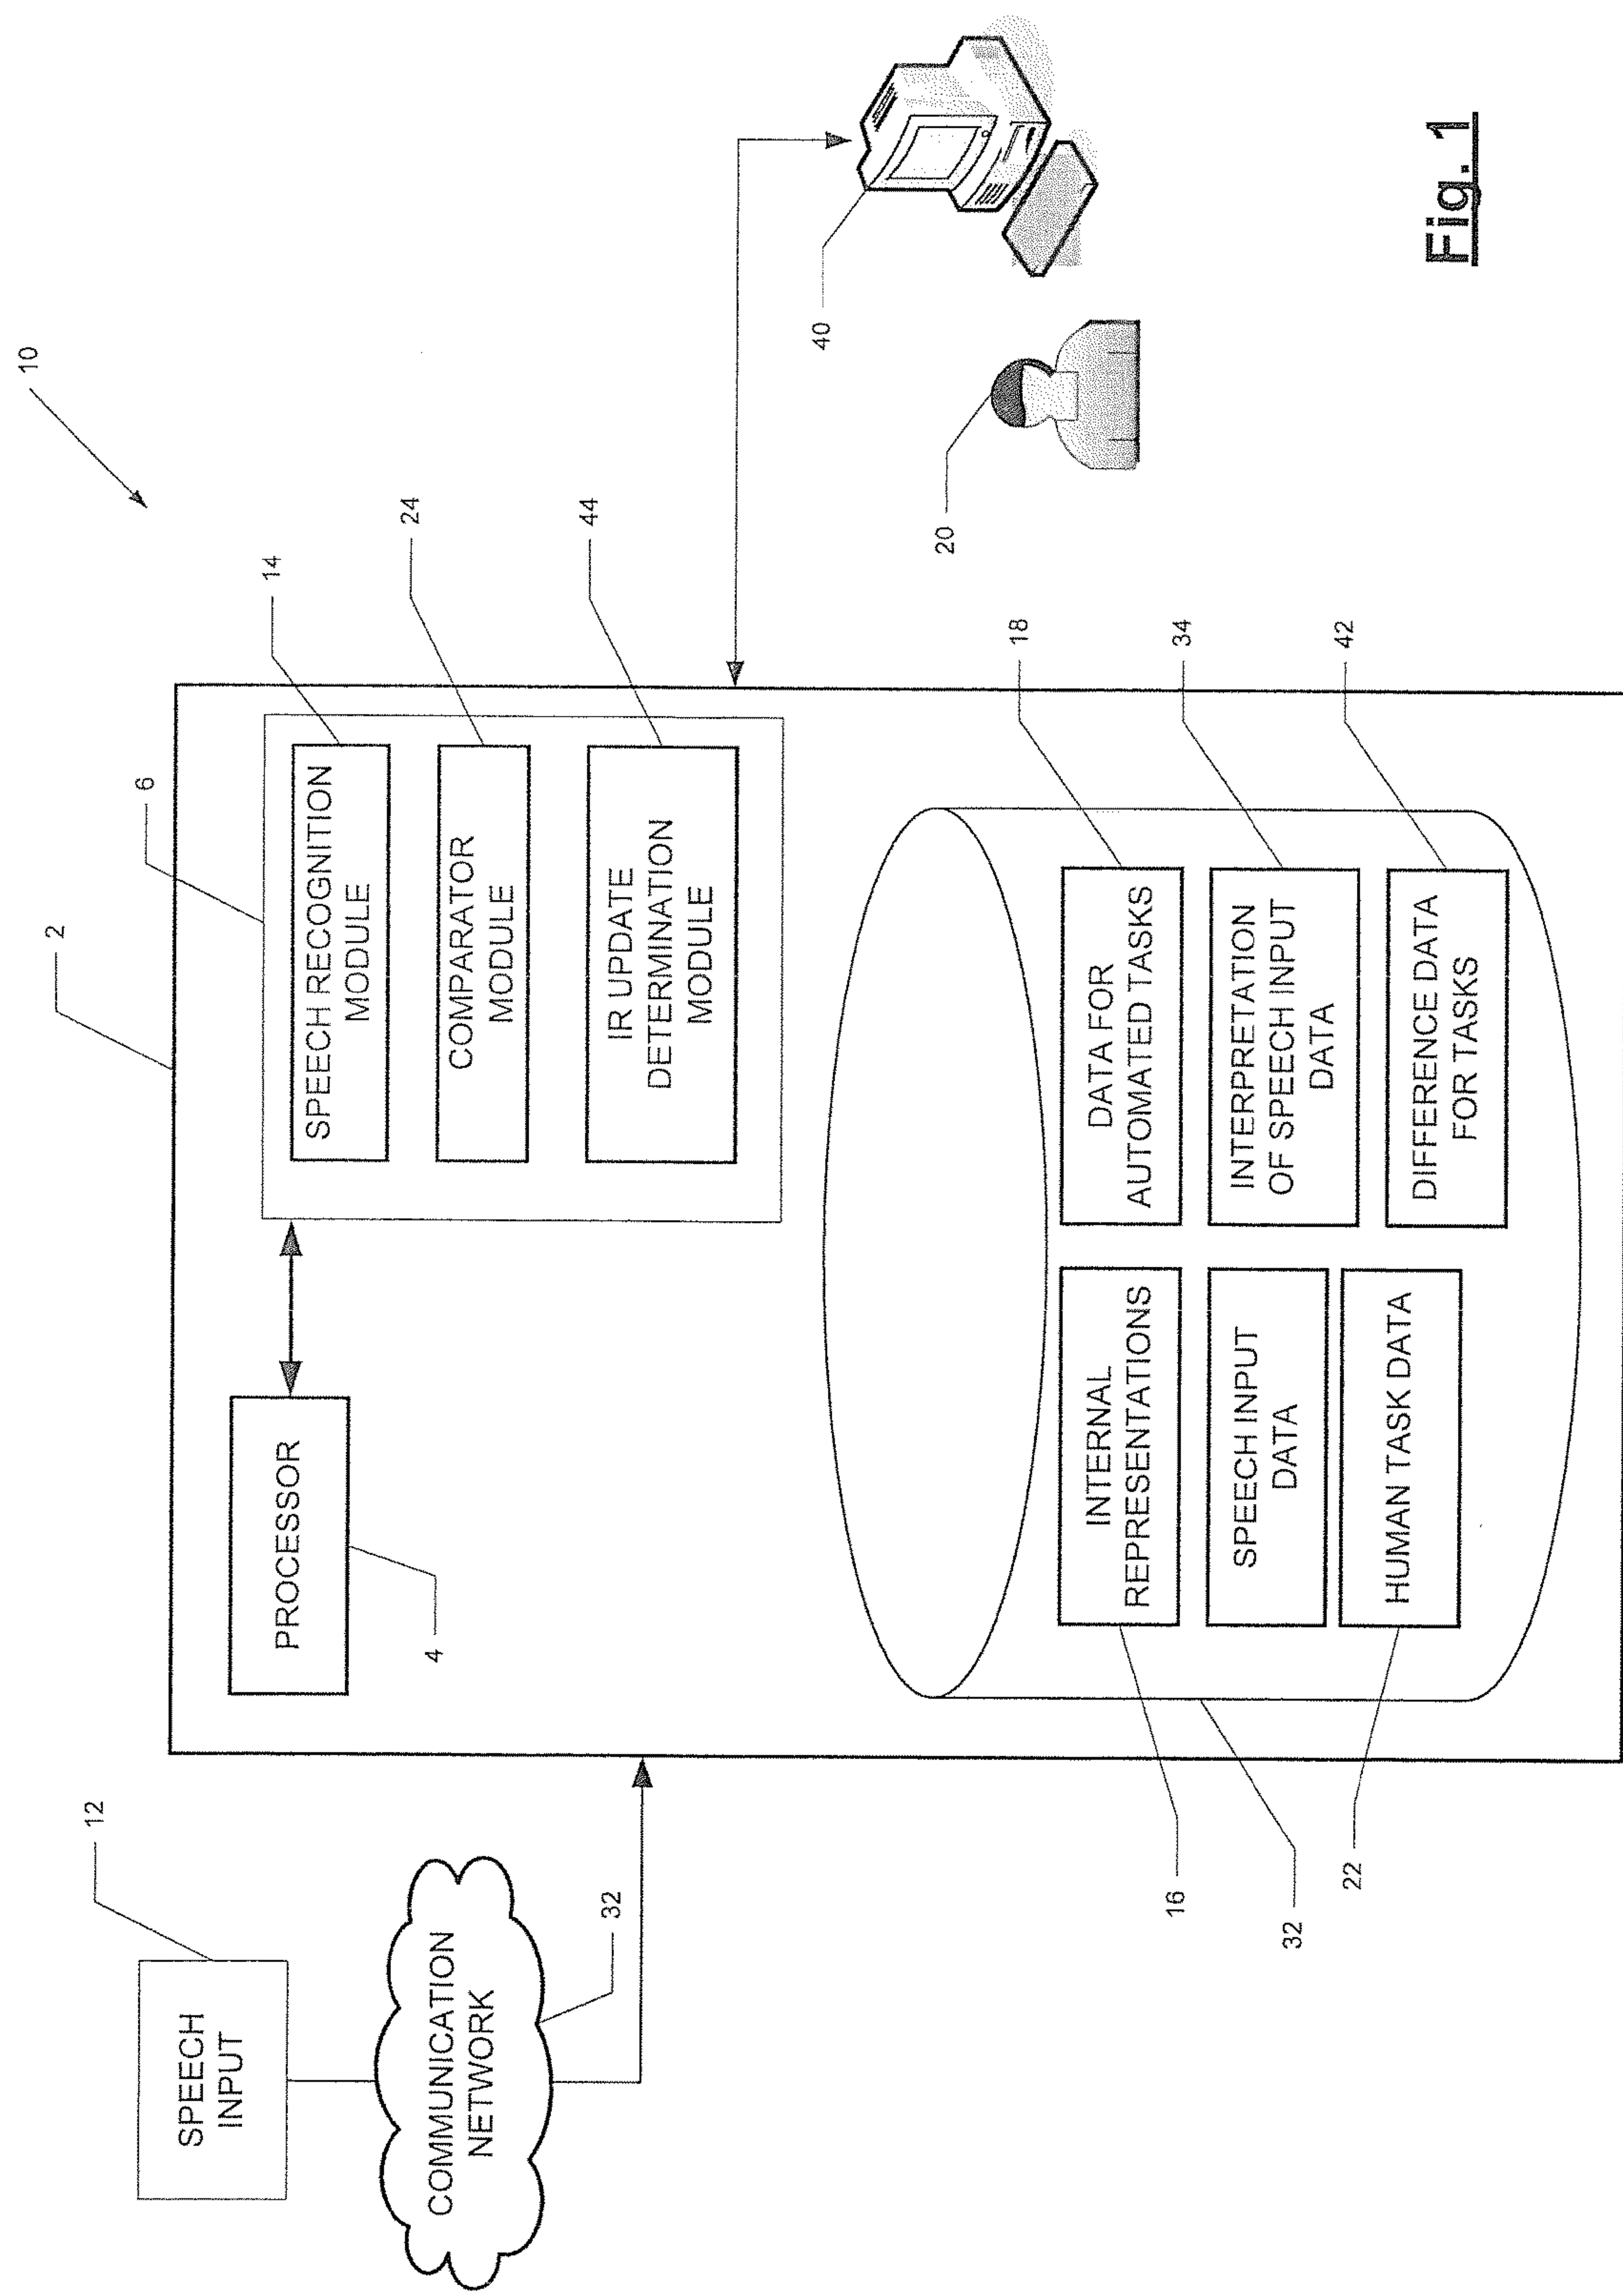 10
12
SPEECH
INPUT
COMMUNICATION
NETWORK
32
2
PROCESSOR
4
6
SPEECH RECOGNITION
MODULE
14
COMPARATOR
MODULE
24
IR UPDATE
DETERMINATION
MODULE
44
INTERNAL
REPRESENTATIONS
16
DATA FOR
AUTOMATED TASKS
18
SPEECH INPUT
DATA
INTERPRETATION
OF SPEECH INPUT
DATA
34
HUMAN TASK DATA
22
DIFFERENCE DATA
FOR TASKS
42
32
20
40
Fig. 1